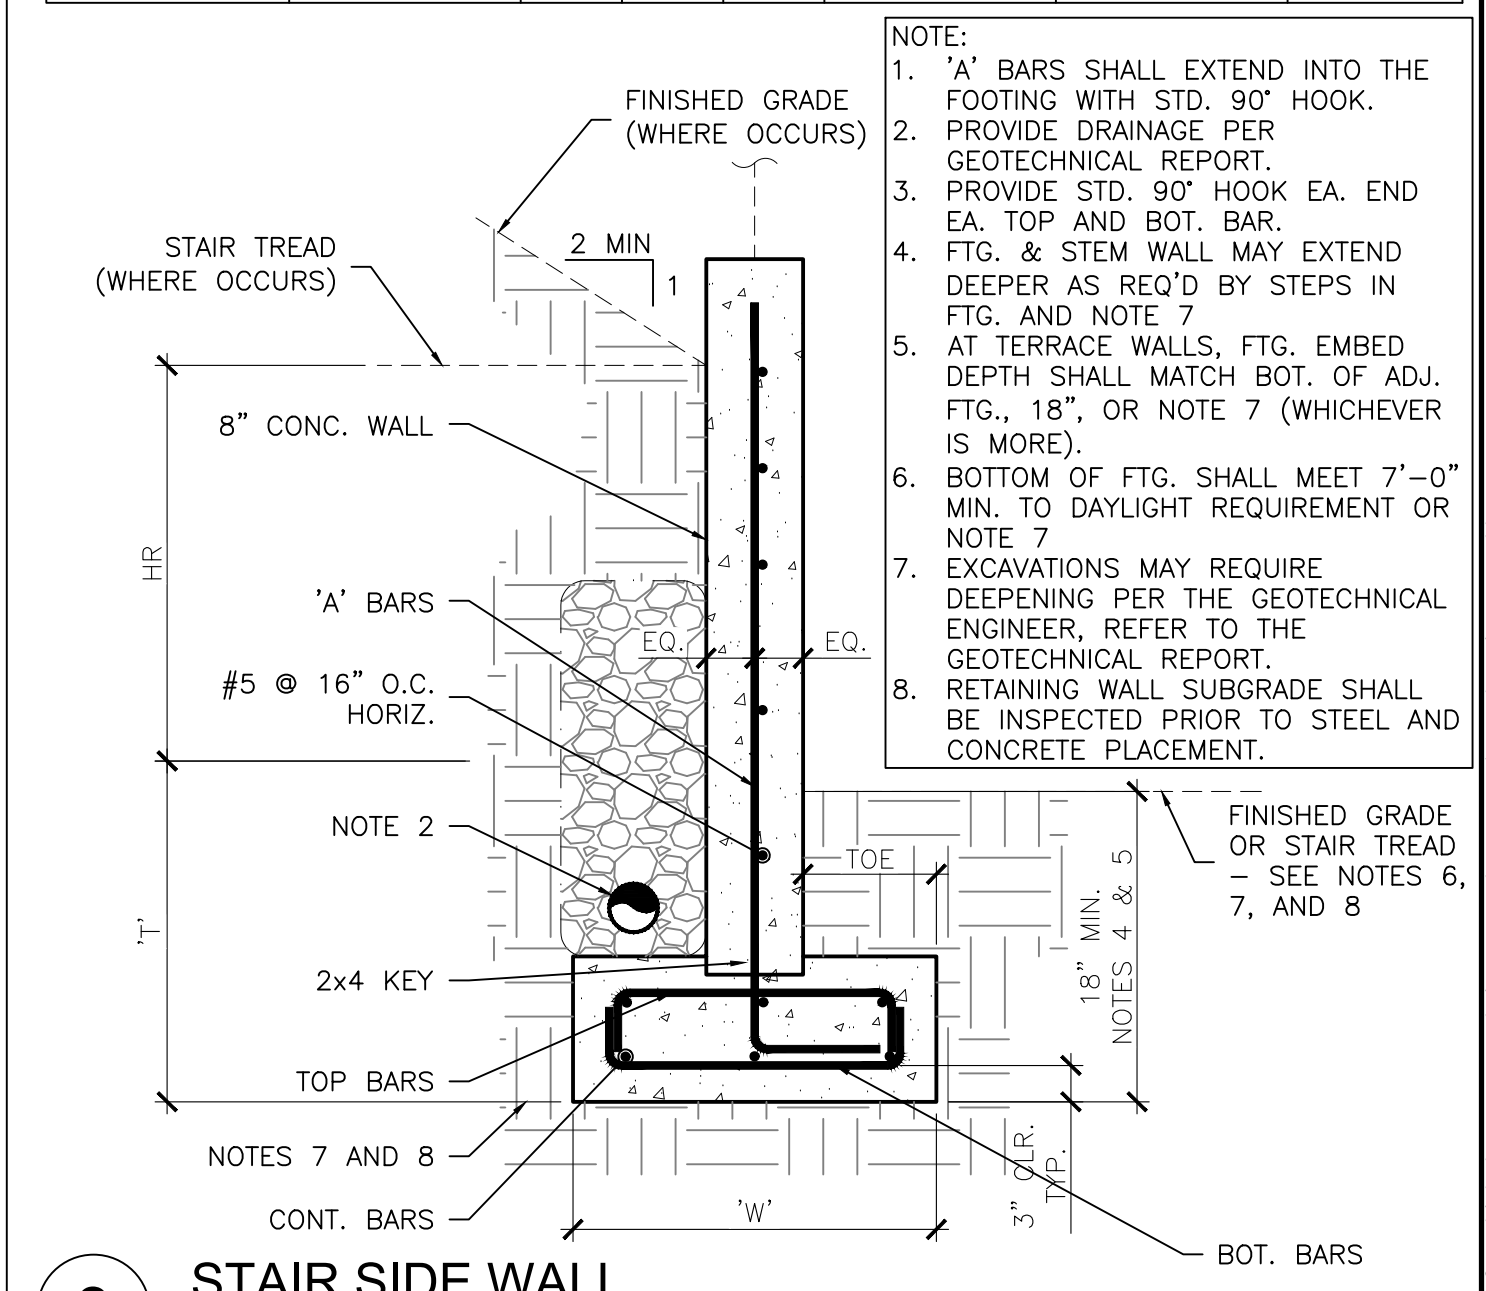 NOTE:
1. 'A' BARS SHALL EXTEND INTO THE
FOOTING WITH STD. 90° HOOK.
2. PROVIDE DRAINAGE PER
GEOTECHNICAL REPORT.
3. PROVIDE STD. 90° HOOK EA. END
EA. TOP AND BOT. BAR.
4. FTG. & STEM WALL MAY EXTEND
DEEPER AS REQ'D BY STEPS IN
FTG. AND NOTE 7
5. AT TERRACE WALLS, FTG. EMBED
DEPTH SHALL MATCH BOT. OF ADJ.
FTG., 18", OR NOTE 7 (WHICHEVER
IS MORE).
6. BOTTOM OF FTG. SHALL MEET 7'-0"
MIN. TO DAYLIGHT REQUIREMENT OR
NOTE 7
7. EXCAVATIONS MAY REQUIRE
DEEPENING PER THE GEOTECHNICAL
ENGINEER, REFER TO THE
GEOTECHNICAL REPORT.
8. RETAINING WALL SUBGRADE SHALL
BE INSPECTED PRIOR TO STEEL AND
CONCRETE PLACEMENT.
FINISHED GRADE
(WHERE OCCURS)
STAIR TREAD
(WHERE OCCURS)
2 MIN
1
8" CONC. WALL
HR
'A' BARS
EQ.
EQ.
#5 @ 16" O.C.
HORIZ.
NOTE 2
TOE
FINISHED GRADE
OR STAIR TREAD
- SEE NOTES 6,
7, AND 8
'T'
2x4 KEY
18" MIN.
NOTES 4 & 5
TOP BARS
NOTES 7 AND 8
3" CLR.
TYP.
CONT. BARS
'W'
BOT. BARS
STAIR SIDE WALL